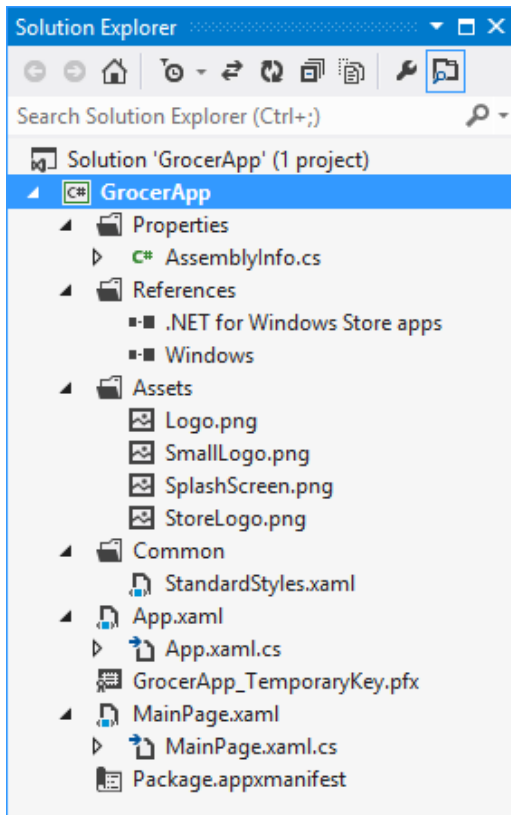 Solution Explorer
Search Solution Explorer (Ctrl+;)
Solution 'GrocerApp' (1 project)
C# GrocerApp
Properties
C# AssemblyInfo.cs
References
.NET for Windows Store apps
Windows
Assets
Logo.png
SmallLogo.png
SplashScreen.png
StoreLogo.png
Common
StandardStyles.xaml
App.xaml
App.xaml.cs
GrocerApp_TemporaryKey.pfx
MainPage.xaml
MainPage.xaml.cs
Package.appxmanifest